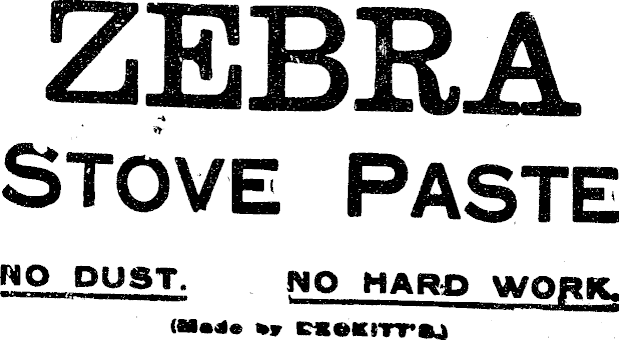 ZEBRA
STOVE PASTE
NO DUST. NO HARD WORK.
(Made by